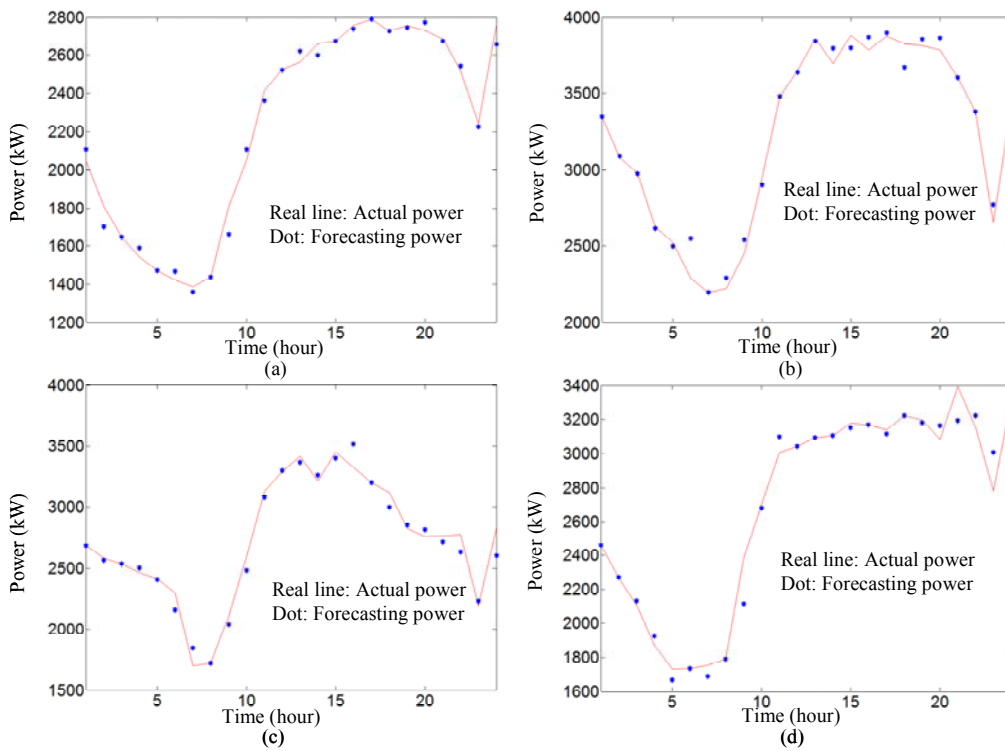 2800
2600
2400
2200
2000
1800
1600
1400
1200
Power (kW)
Real line: Actual power
Dot: Forecasting power
5
10
15
20
Time (hour)
(a)
4000
3500
3000
2500
2000
Power (kW)
Real line: Actual power
Dot: Forecasting power
5
10
15
20
Time (hour)
(b)
4000
3500
3000
2500
2000
1500
Power (kW)
Real line: Actual power
Dot: Forecasting power
5
10
15
20
Time (hour)
(c)
3400
3200
3000
2800
2600
2400
2200
2000
1800
1600
Power (kW)
Real line: Actual power
Dot: Forecasting power
5
10
15
20
Time (hour)
(d)